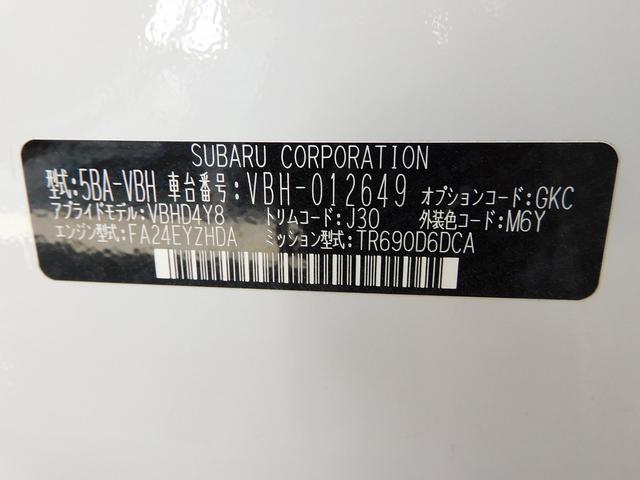 SUBARU CORPORATION
型式:5BA-VBH 車台番号:VBH-012649 オプションコード:GKC
アプライドモデル:VBHD4Y8 トリムコード:J30 外装色コード:M6Y
エンジン型式:FA24EYZHDA ミッション型式:TR690D6DCA